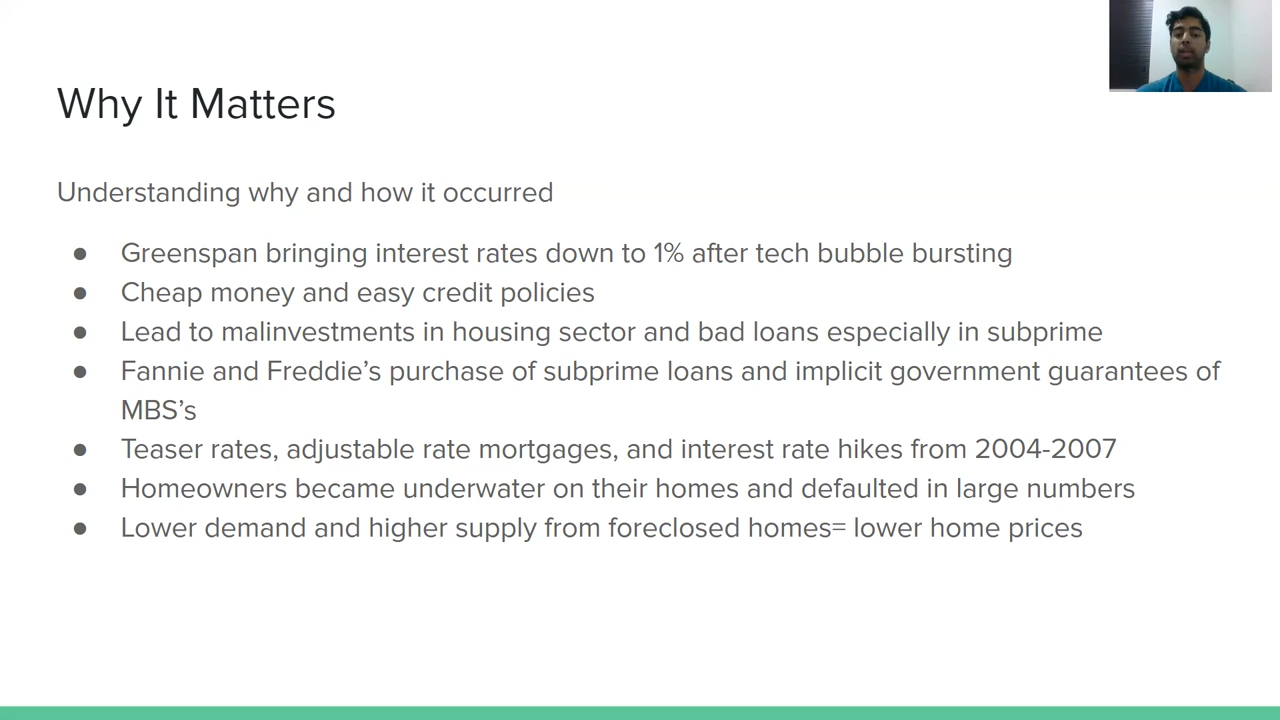 Why It Matters
Understanding why and how it occurred
● Greenspan bringing interest rates down to 1% after tech bubble bursting
● Cheap money and easy credit policies
● Lead to malinvestments in housing sector and bad loans especially in subprime
● Fannie and Freddie’s purchase of subprime loans and implicit government guarantees of
MBS’s
● Teaser rates, adjustable rate mortgages, and interest rate hikes from 2004-2007
● Homeowners became underwater on their homes and defaulted in large numbers
● Lower demand and higher supply from foreclosed homes= lower home prices